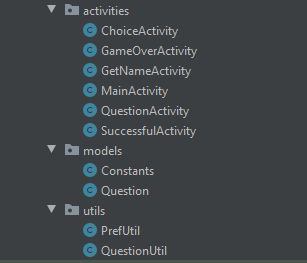 activities
ChoiceActivity
GameOverActivity
GetNameActivity
MainActivity
QuestionActivity
SuccessfulActivity
models
Constants
Question
utils
PrefUtil
QuestionUtil